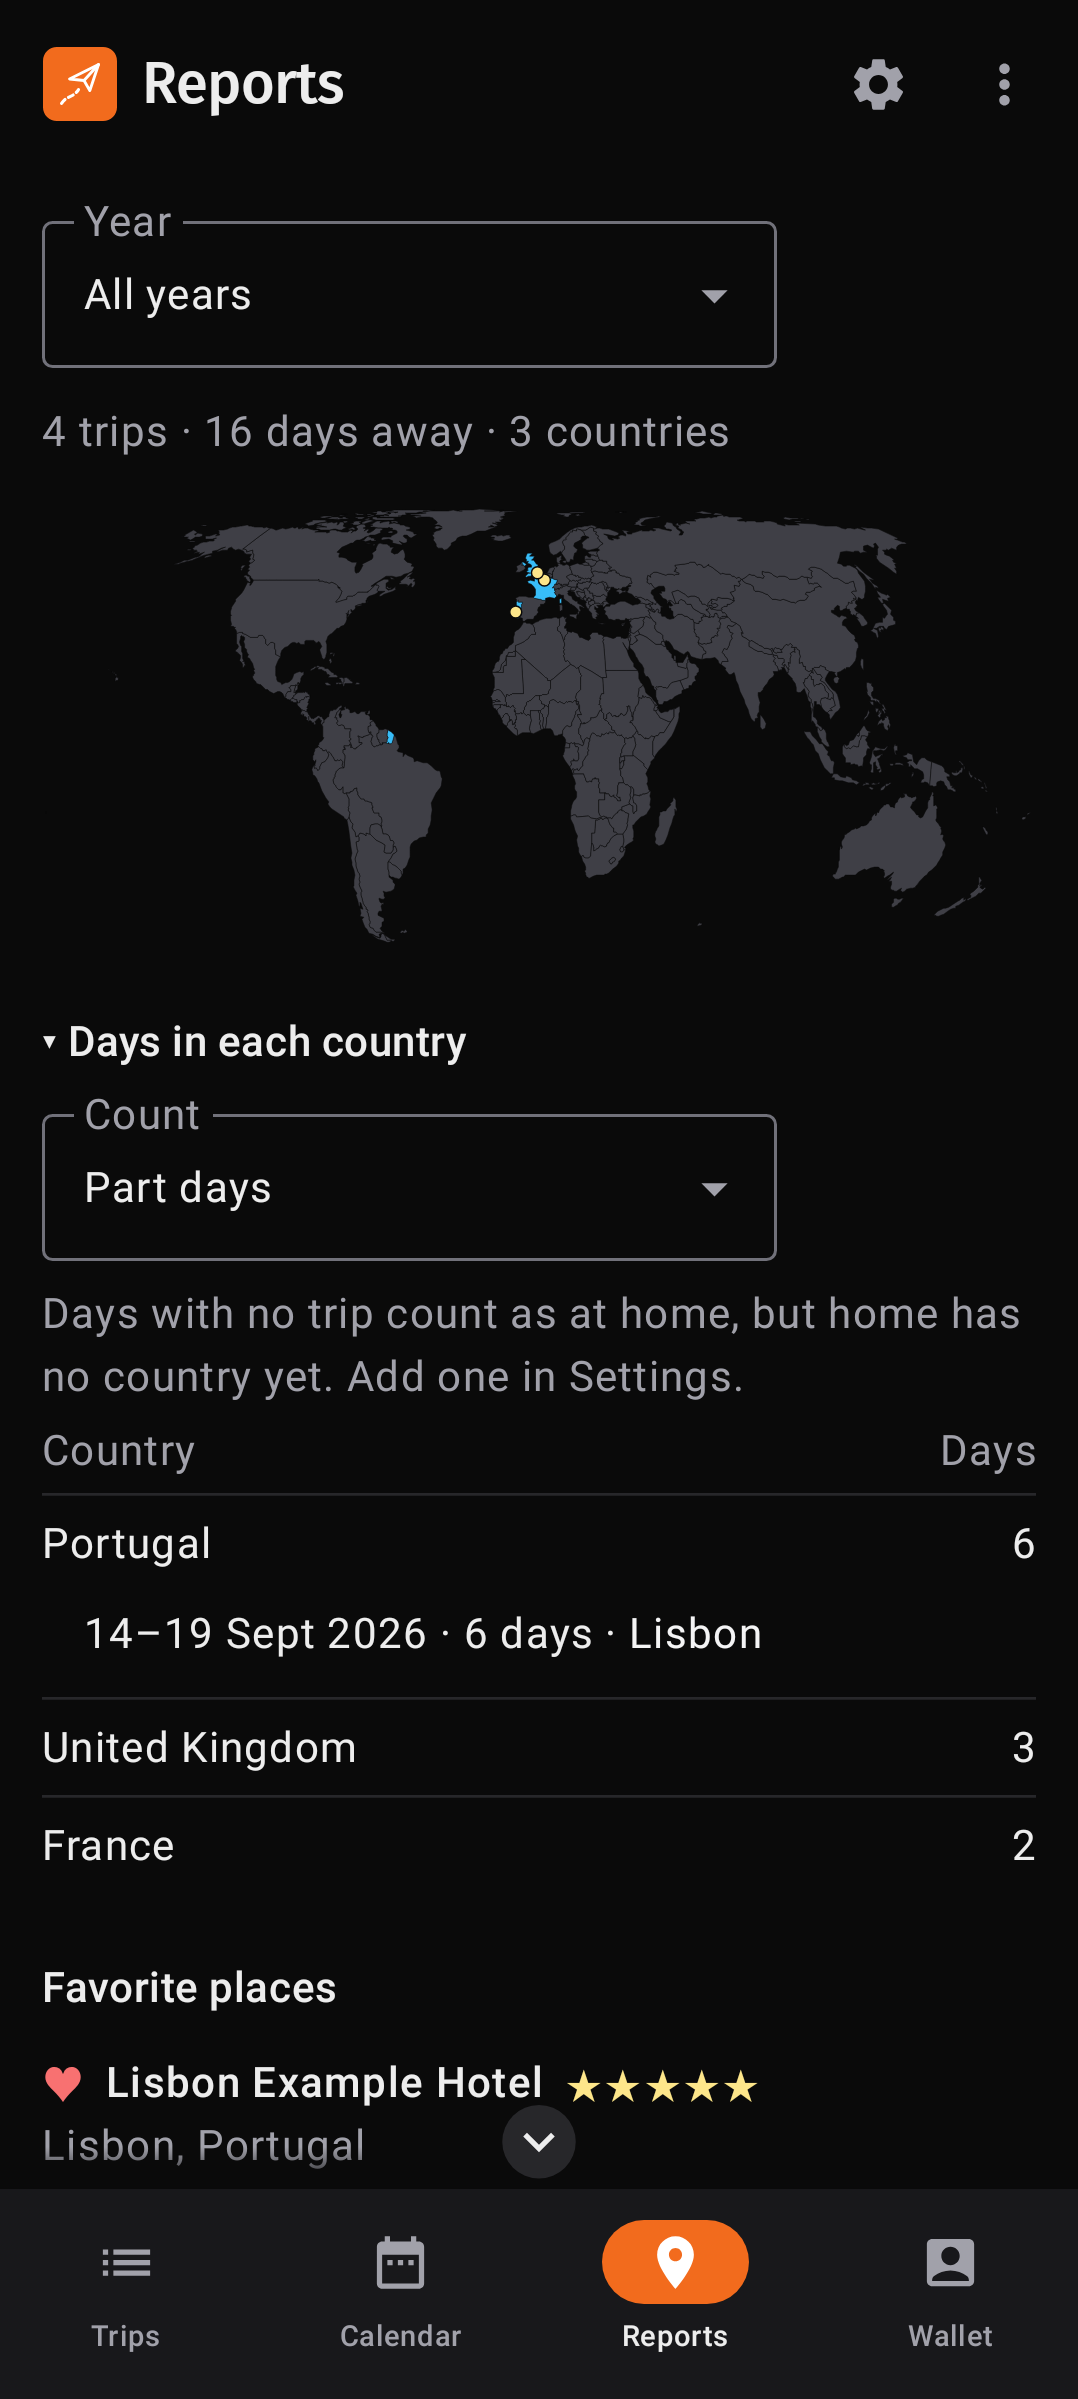 Reports
Year
All years
4 trips · 16 days away · 3 countries
▾ Days in each country
Count
Part days
Days with no trip count as at home, but home has
no country yet. Add one in Settings.
Country Days
Portugal 6
14–19 Sept 2026 · 6 days · Lisbon
United Kingdom 3
France 2
Favorite places
♥ Lisbon Example Hotel ★★★★★
Lisbon, Portugal
Trips Calendar Reports Wallet